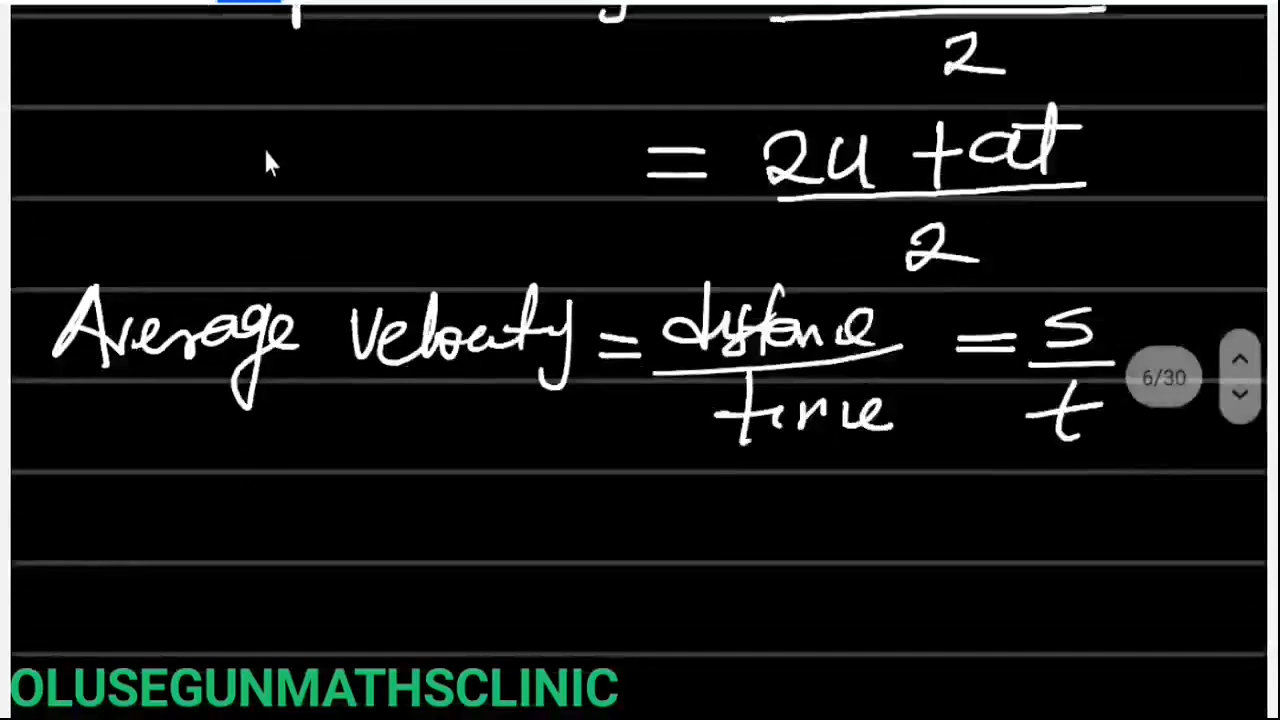 2
= 2u + at
2
Average velocity = distance = s
time t
6/30
OLUSEGUNMATHSCLINIC